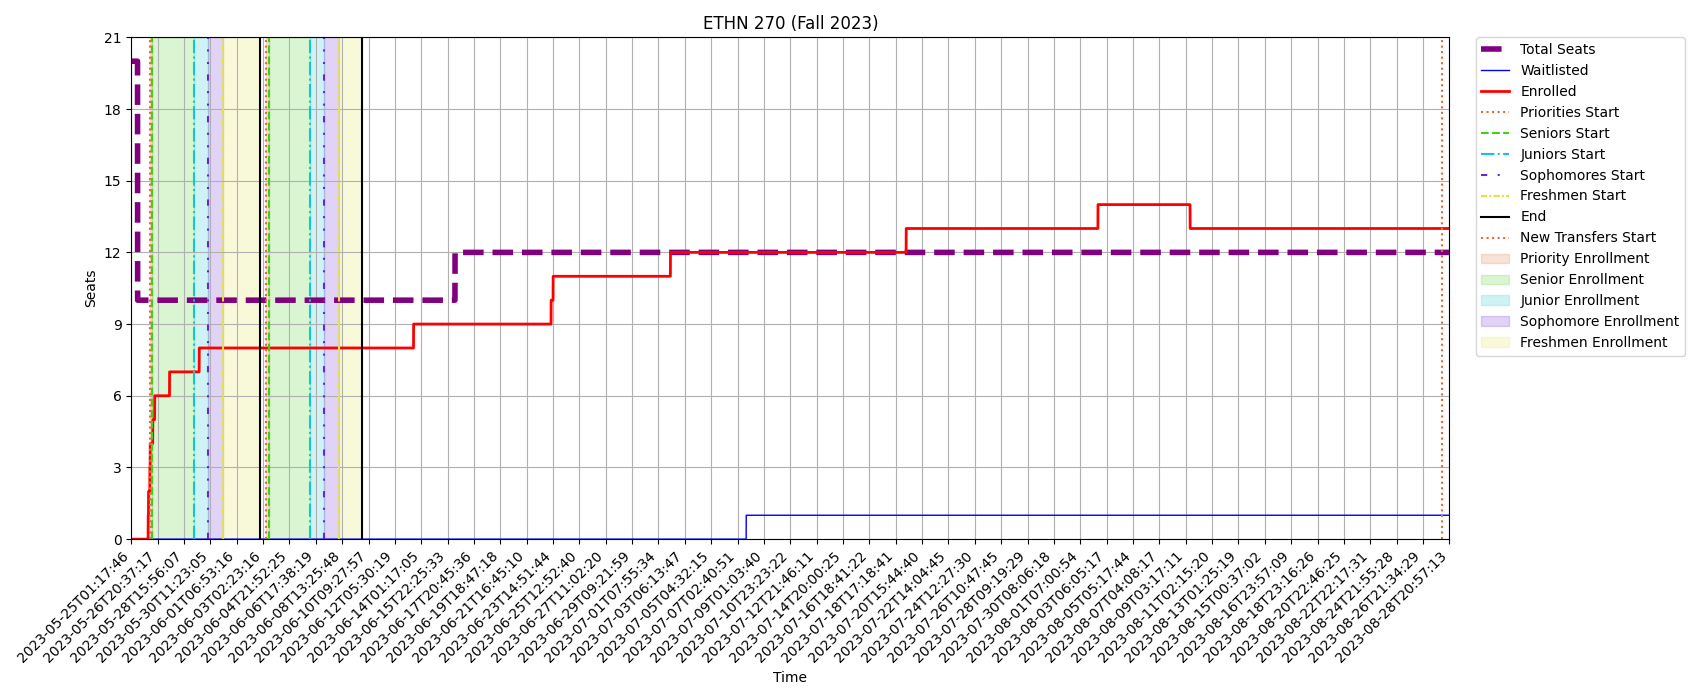 ETHN 270 (Fall 2023)
21
18
15
12
9
6
3
0
Seats
2023-05-25T01:17:46
2023-05-26T20:37:17
2023-05-28T15:56:07
2023-05-30T11:23:05
2023-06-01T06:53:16
2023-06-03T02:23:16
2023-06-04T21:52:25
2023-06-06T17:38:19
2023-06-08T13:25:48
2023-06-10T09:27:57
2023-06-12T05:30:19
2023-06-14T01:17:05
2023-06-15T22:25:33
2023-06-17T20:45:36
2023-06-19T18:47:18
2023-06-21T16:45:10
2023-06-23T14:51:44
2023-06-25T12:52:40
2023-06-27T11:02:20
2023-06-29T09:21:59
2023-07-01T07:55:34
2023-07-03T06:13:47
2023-07-05T04:32:15
2023-07-07T02:40:51
2023-07-09T01:03:40
2023-07-10T23:23:22
2023-07-12T21:46:11
2023-07-14T20:00:25
2023-07-16T18:41:22
2023-07-18T17:18:41
2023-07-20T15:44:40
2023-07-22T14:04:45
2023-07-24T12:27:30
2023-07-26T10:47:45
2023-07-28T09:19:29
2023-07-30T08:06:18
2023-08-01T07:00:54
2023-08-03T06:05:17
2023-08-05T05:17:44
2023-08-07T04:08:17
2023-08-09T03:17:11
2023-08-11T02:15:20
2023-08-13T01:25:19
2023-08-15T00:37:02
2023-08-16T23:57:09
2023-08-18T23:16:26
2023-08-20T22:46:25
2023-08-22T22:17:31
2023-08-24T21:55:28
2023-08-26T21:34:29
2023-08-28T20:57:13
Time
Total Seats
Waitlisted
Enrolled
Priorities Start
Seniors Start
Juniors Start
Sophomores Start
Freshmen Start
End
New Transfers Start
Priority Enrollment
Senior Enrollment
Junior Enrollment
Sophomore Enrollment
Freshmen Enrollment